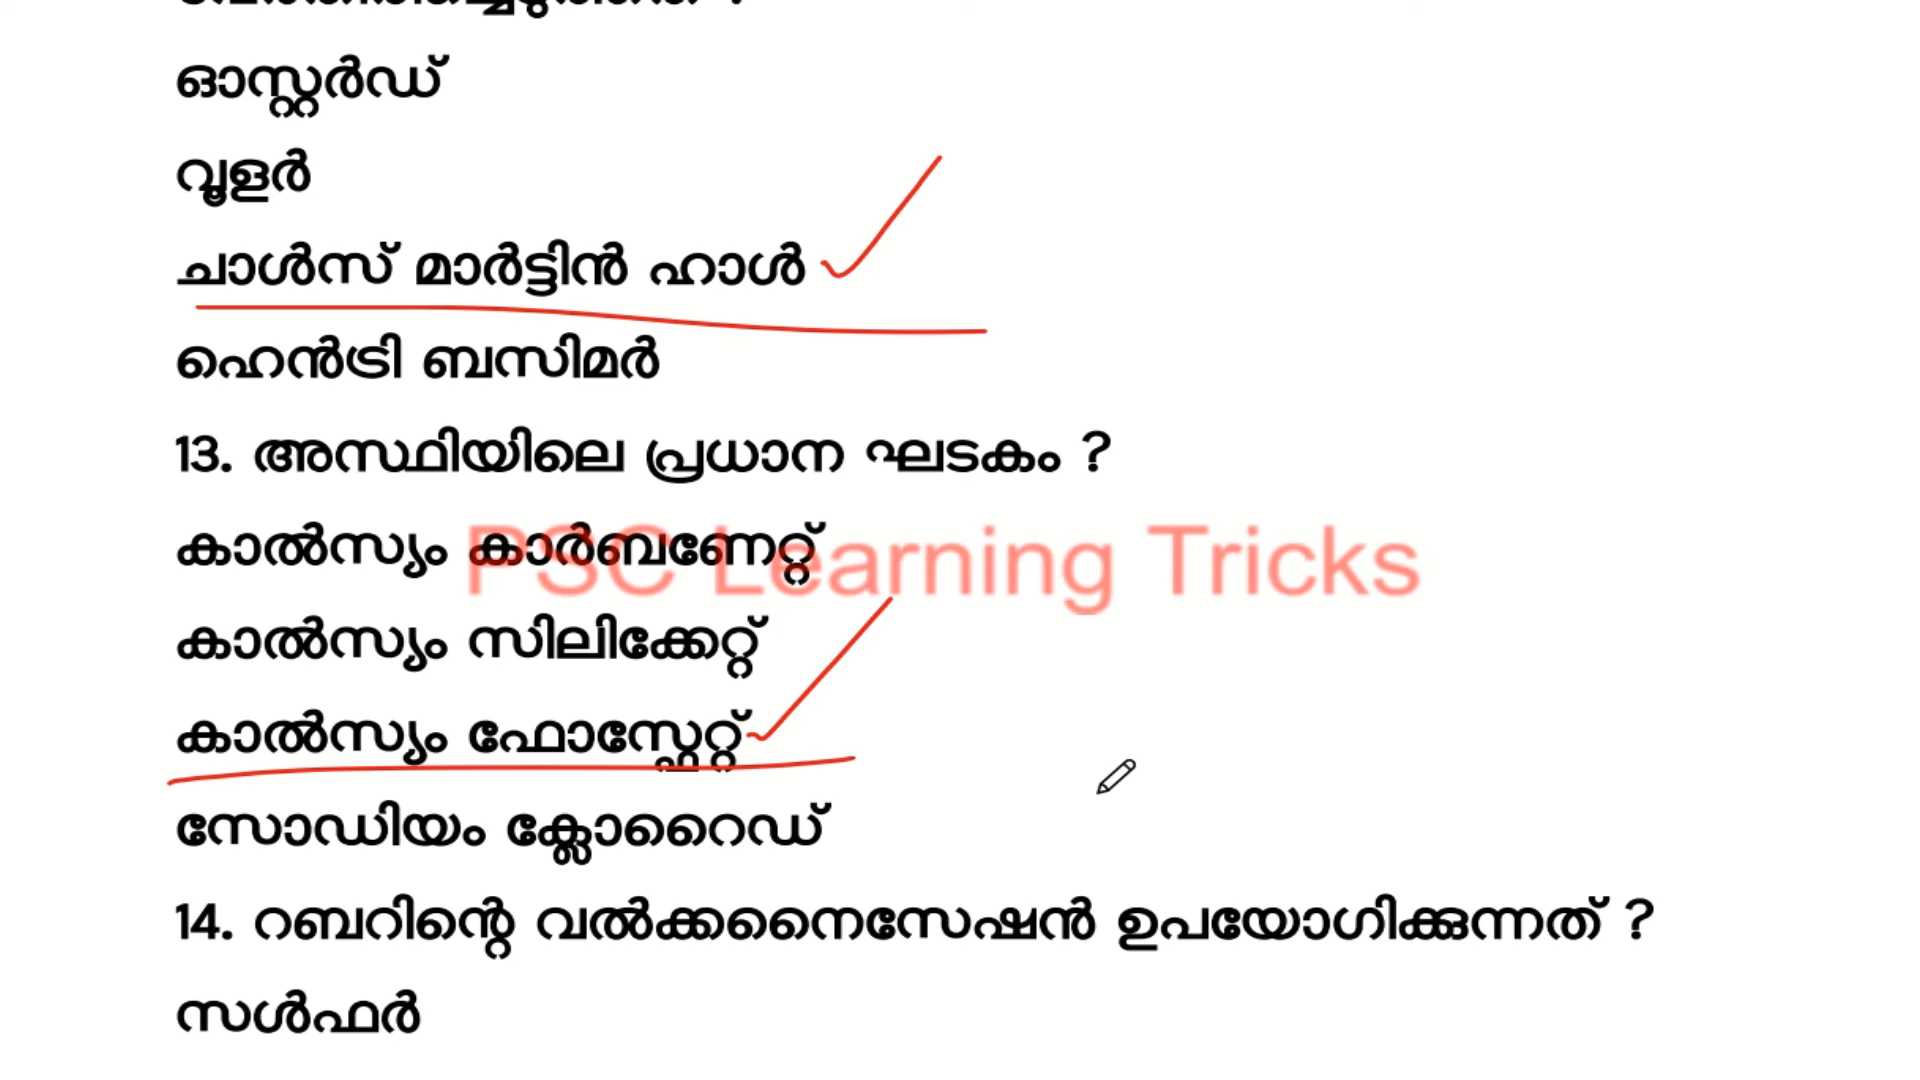 ഓസ്റ്റർഡ്
വൂളർ
ചാൾസ് മാർട്ടിൻ ഹാൾ
ഹെൻട്രി ബസിമർ
13. അസ്ഥിയിലെ പ്രധാന ഘടകം ?
കാൽസ്യം കാർബണേറ്റ്
PSC Learning Tricks
കാൽസ്യം സിലിക്കേറ്റ്
കാൽസ്യം ഫോസ്ഫേറ്റ്
സോഡിയം ക്ലോറൈഡ്
14. റബറിന്റെ വൽക്കനൈസേഷൻ ഉപയോഗിക്കുന്നത് ?
സൾഫർ